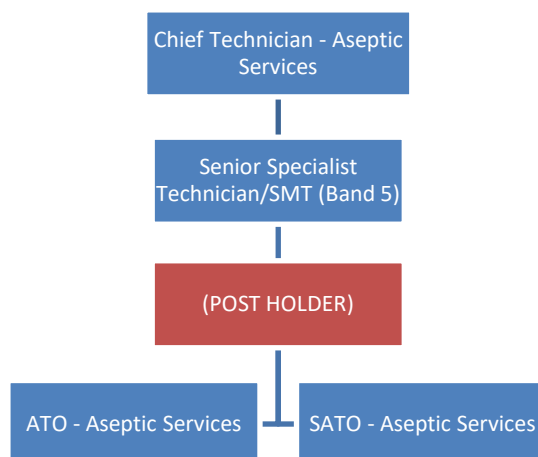 Chief Technician - Aseptic
Services
Senior Specialist
Technician/SMT (Band 5)
(POST HOLDER)
ATO - Aseptic Services
SATO - Aseptic Services